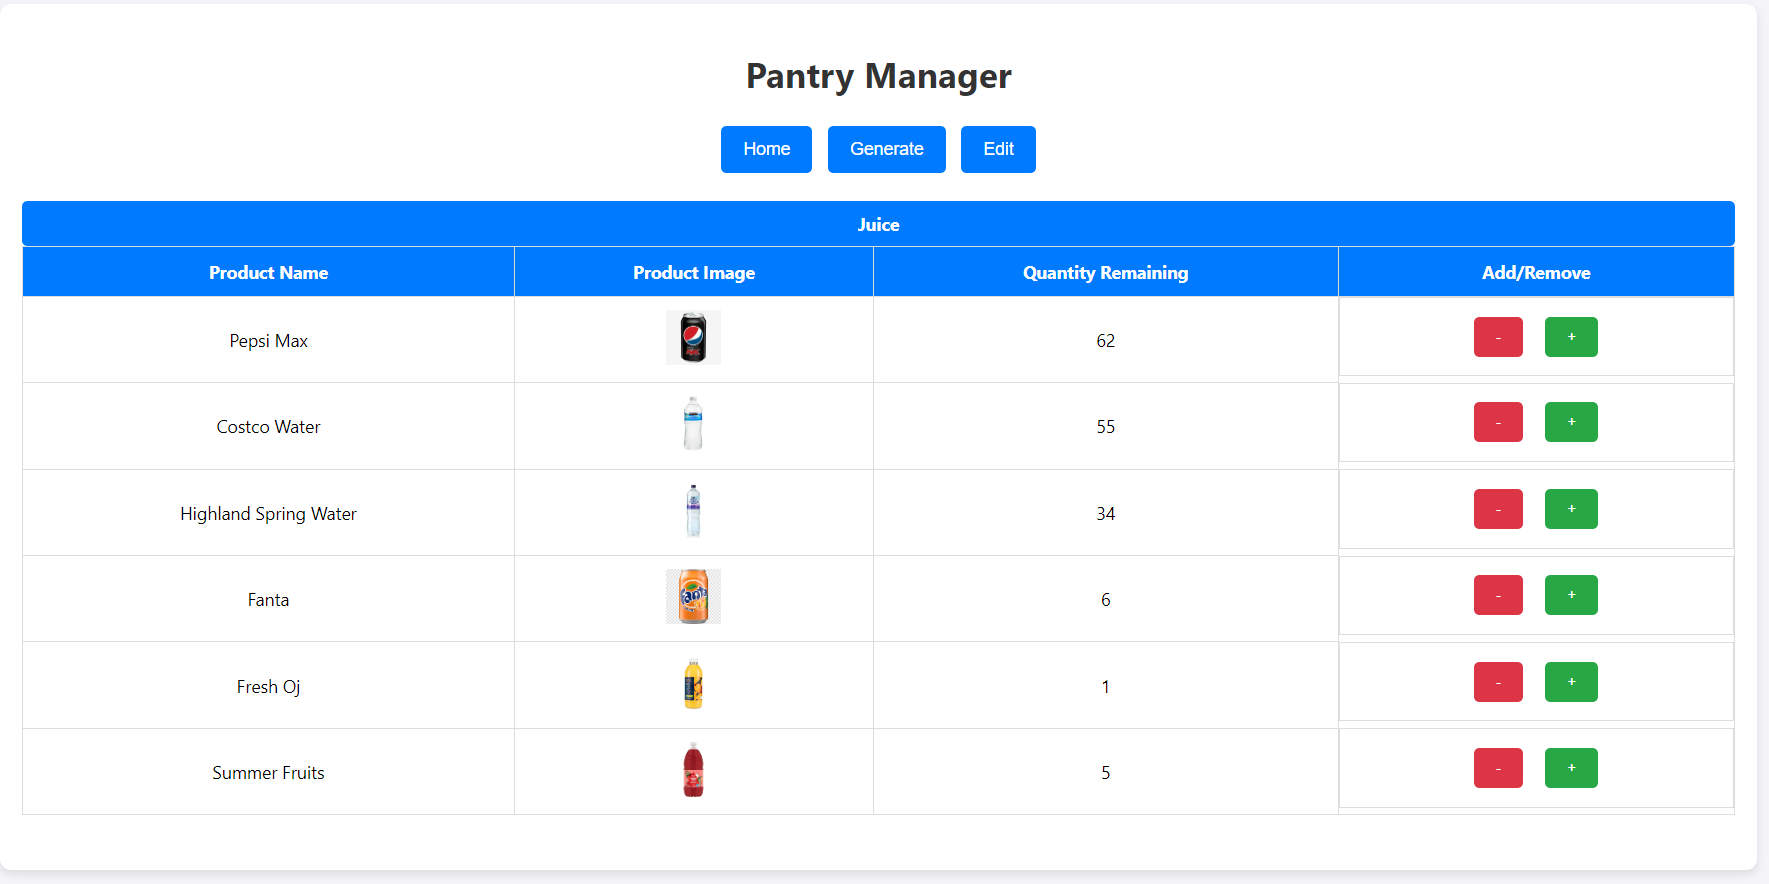 Pantry Manager
Home Generate Edit
Juice
Product Name Product Image Quantity Remaining Add/Remove
Pepsi Max 62 - +
Costco Water 55 - +
Highland Spring Water 34 - +
Fanta Fanta 6 - +
Fresh Oj 1 - +
Summer Fruits 5 - +